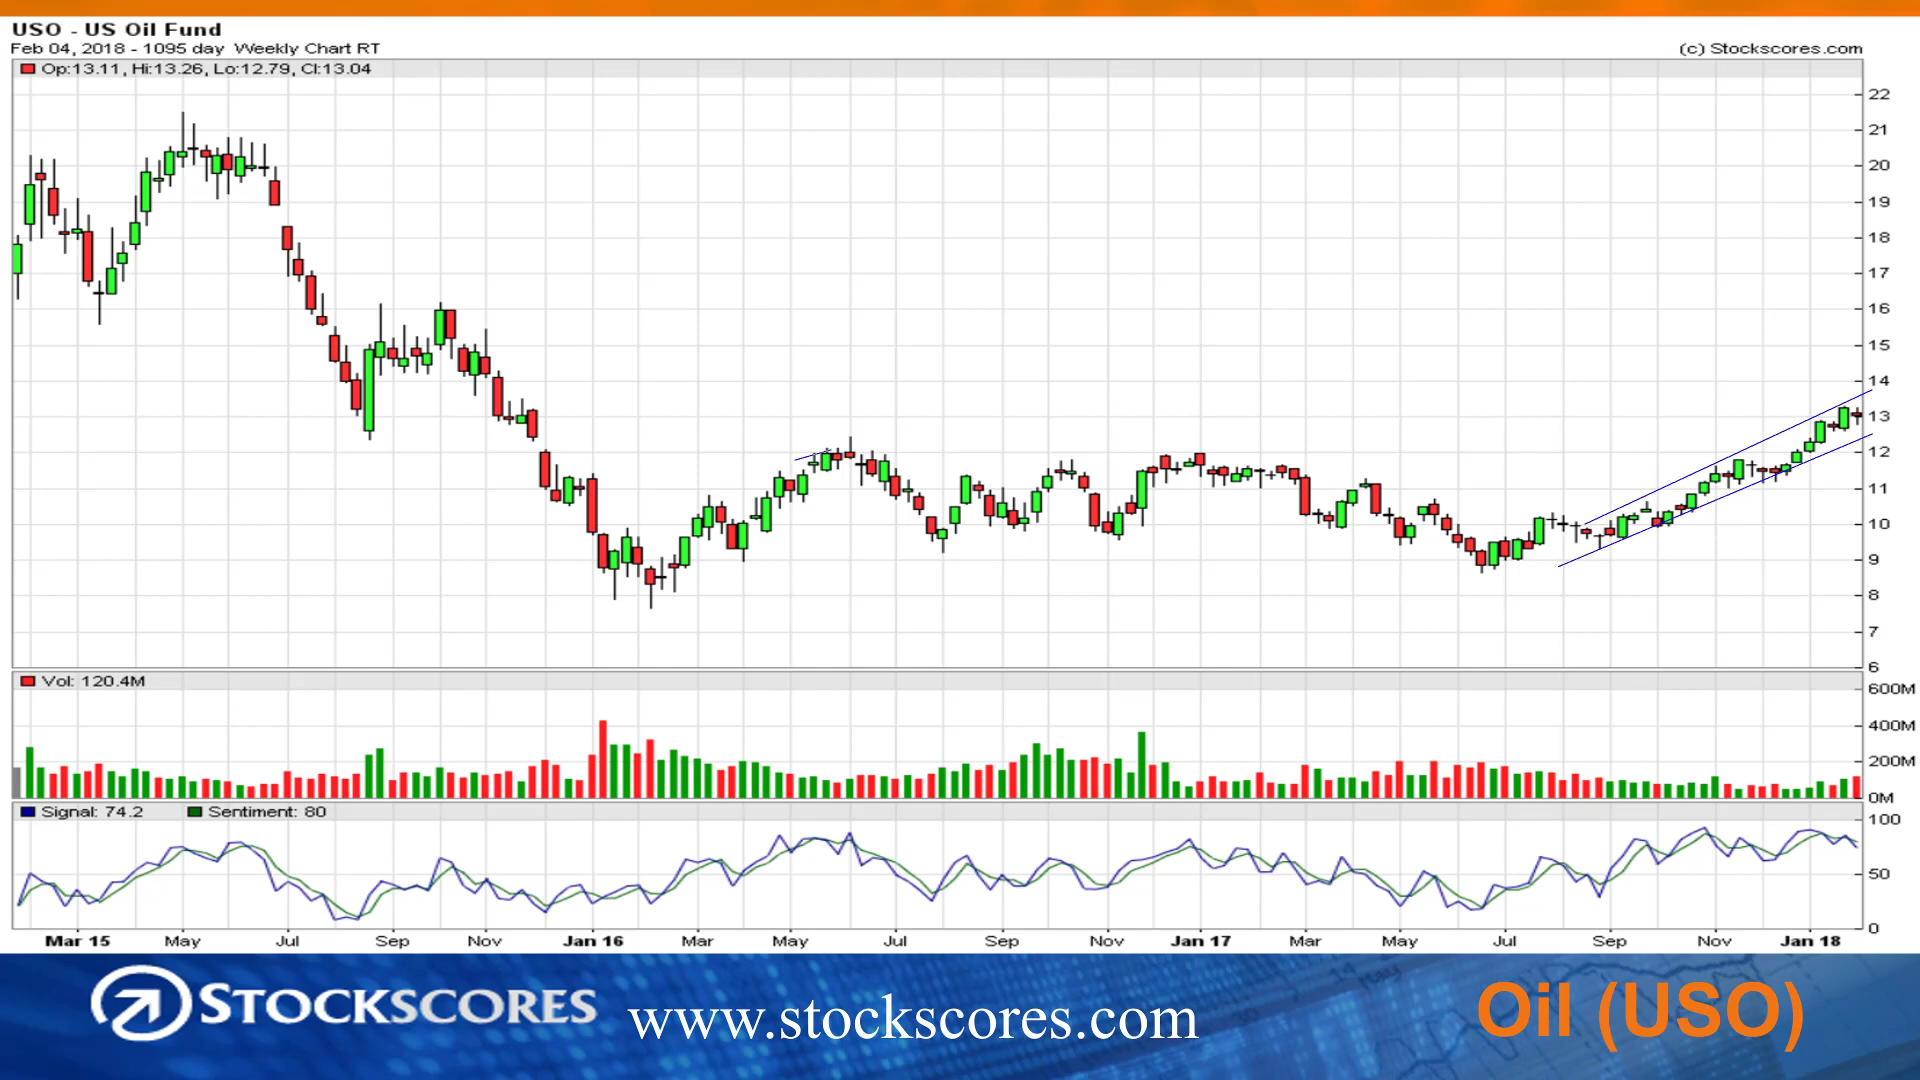 USO - US Oil Fund
Feb 04, 2018 - 1095 day  Weekly Chart RT
(c) Stockscores.com
Op:13.11, Hi:13.26, Lo:12.79, Cl:13.04
22
21
20
19
18
17
16
15
14
13
12
11
10
9
8
7
6
Vol: 120.4M
600M
400M
200M
0M
Signal: 74.2 Sentiment: 80
100
50
0
Mar 15 May Jul Sep Nov Jan 16 Mar May Jul Sep Nov Jan 17 Mar May Jul Sep Nov Jan 18
STOCKSCORES www.stockscores.com Oil (USO)